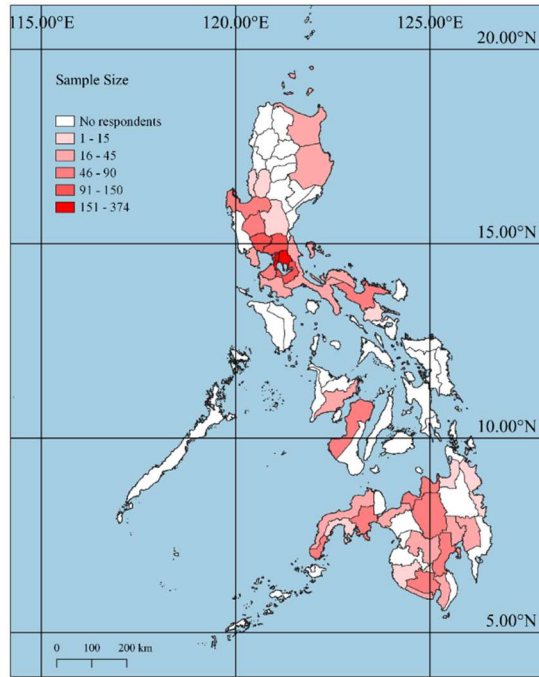 115.00°E 120.00°E 125.00°E
20.00°N
Sample Size
No respondents
1 - 15
16 - 45
46 - 90
91 - 150
151 - 374
15.00°N
10.00°N
5.00°N
0 100 200 km